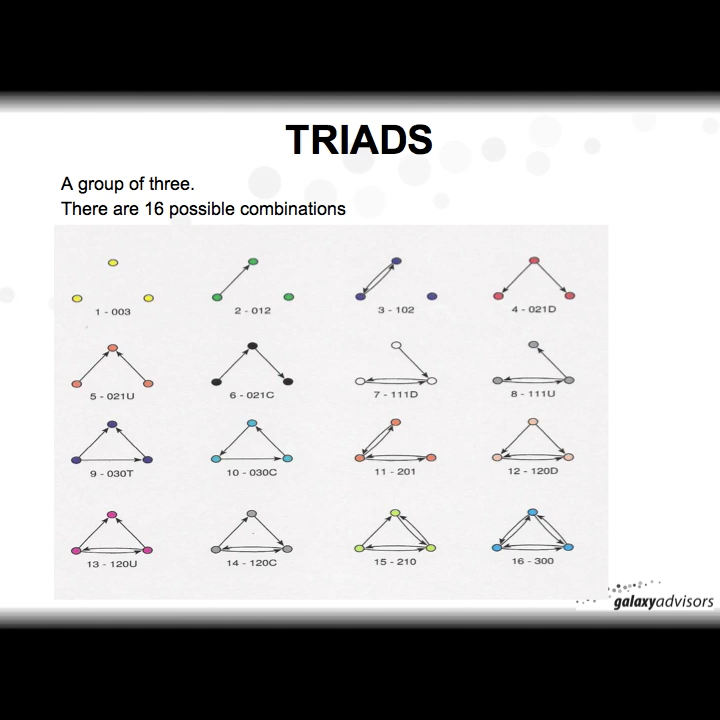 TRIADS
A group of three.
There are 16 possible combinations
1 - 003
2 - 012
3 - 102
4 - 021D
5 - 021U
6 - 021C
7 - 111D
8 - 111U
9 - 030T
10 - 030C
11 - 201
12 - 120D
13 - 120U
14 - 120C
15 - 210
16 - 300
galaxyadvisors